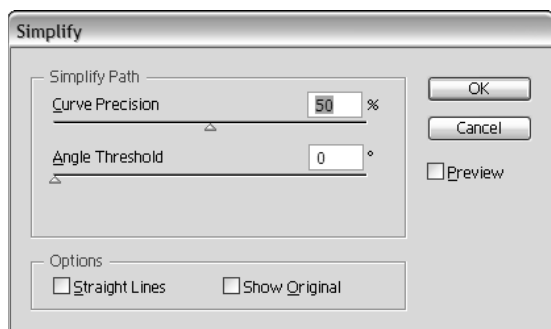 Simplify
Simplify Path
Curve Precision 50 %
Angle Threshold 0 °
OK
Cancel
Preview
Options
Straight Lines Show Original